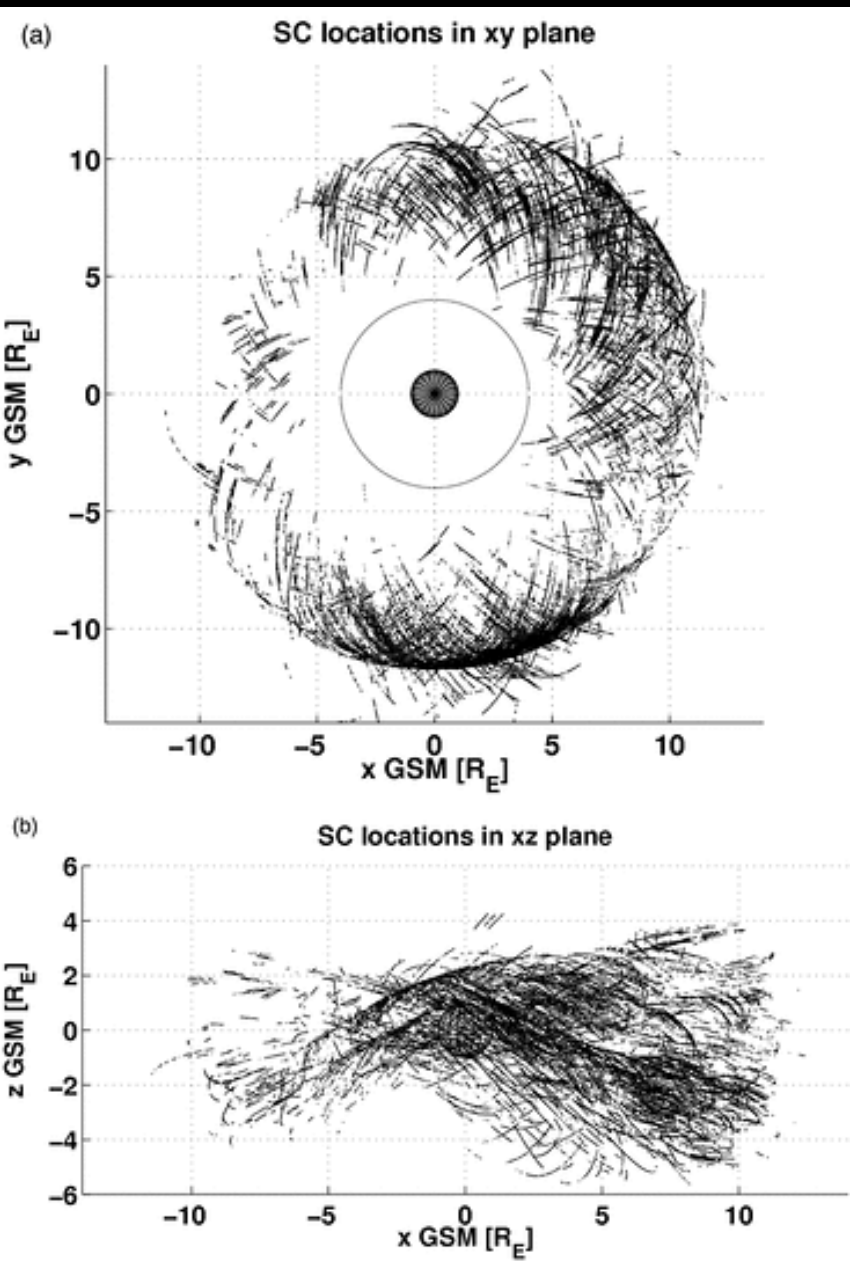 (a)
SC locations in xy plane
10
5
0
−5
−10
y GSM [R_E]
−10 −5 0 5 10
x GSM [R_E]
(b)
SC locations in xz plane
6
4
2
0
−2
−4
−6
z GSM [R_E]
−10 −5 0 5 10
x GSM [R_E]